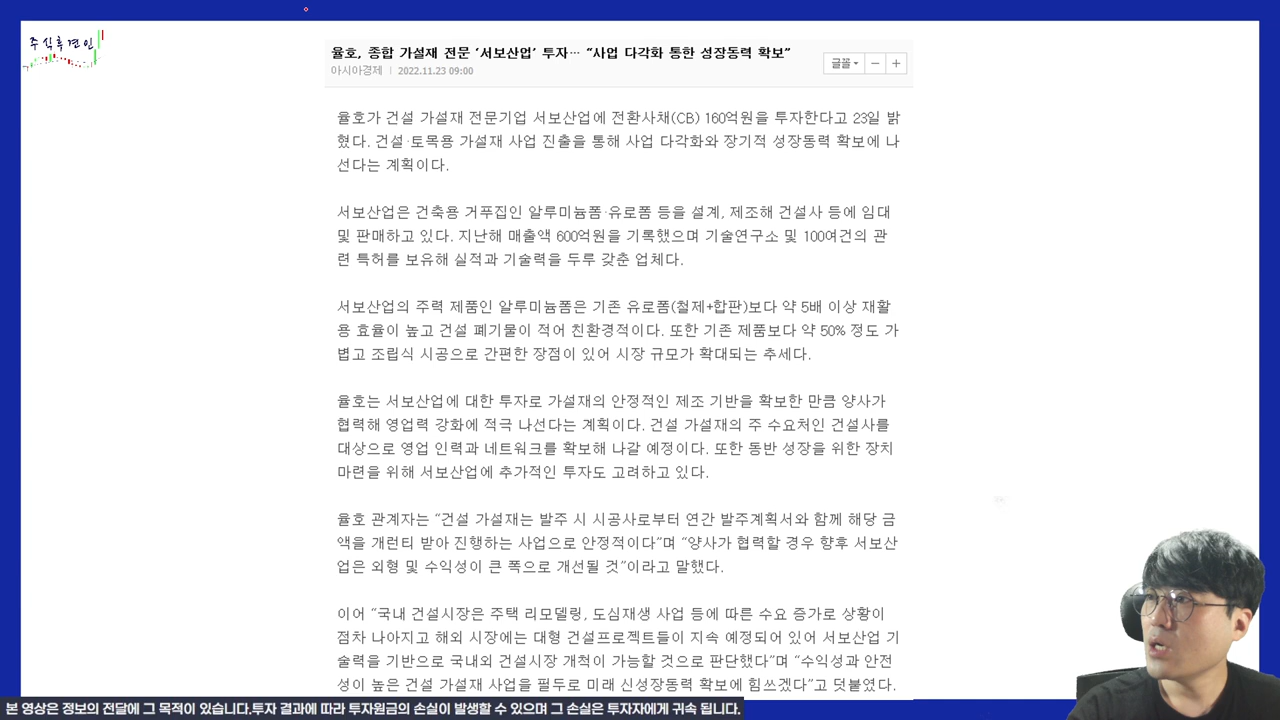 주식후견인
율호, 종합 가설재 전문 ‘서보산업’ 투자… “사업 다각화 통한 성장동력 확보”
아시아경제 | 2022.11.23 09:00
글꼴
율호가 건설 가설재 전문기업 서보산업에 전환사채(CB) 160억원을 투자한다고 23일 밝
혔다. 건설·토목용 가설재 사업 진출을 통해 사업 다각화와 장기적 성장동력 확보에 나
선다는 계획이다.
서보산업은 건축용 거푸집인 알루미늄폼·유로폼 등을 설계, 제조해 건설사 등에 임대
및 판매하고 있다. 지난해 매출액 600억원을 기록했으며 기술연구소 및 100여건의 관
련 특허를 보유해 실적과 기술력을 두루 갖춘 업체다.
서보산업의 주력 제품인 알루미늄폼은 기존 유로폼(철제+합판)보다 약 5배 이상 재활
용 효율이 높고 건설 폐기물이 적어 친환경적이다. 또한 기존 제품보다 약 50% 정도 가
볍고 조립식 시공으로 간편한 장점이 있어 시장 규모가 확대되는 추세다.
율호는 서보산업에 대한 투자로 가설재의 안정적인 제조 기반을 확보한 만큼 양사가
협력해 영업력 강화에 적극 나선다는 계획이다. 건설 가설재의 주 수요처인 건설사를
대상으로 영업 인력과 네트워크를 확보해 나갈 예정이다. 또한 동반 성장을 위한 장치
마련을 위해 서보산업에 추가적인 투자도 고려하고 있다.
율호 관계자는 “건설 가설재는 발주 시 시공사로부터 연간 발주계획서와 함께 해당 금
액을 개런티 받아 진행하는 사업으로 안정적이다”며 “양사가 협력할 경우 향후 서보산
업은 외형 및 수익성이 큰 폭으로 개선될 것”이라고 말했다.
이어 “국내 건설시장은 주택 리모델링, 도심재생 사업 등에 따른 수요 증가로 상황이
점차 나아지고 해외 시장에는 대형 건설프로젝트들이 지속 예정되어 있어 서보산업 기
술력을 기반으로 국내외 건설시장 개척이 가능할 것으로 판단했다”며 “수익성과 안전
성이 높은 건설 가설재 사업을 필두로 미래 신성장동력 확보에 힘쓰겠다”고 덧붙였다.
본 영상은 정보의 전달에 그 목적이 있습니다.투자 결과에 따라 투자원금의 손실이 발생할 수 있으며 그 손실은 투자자에게 귀속 됩니다.